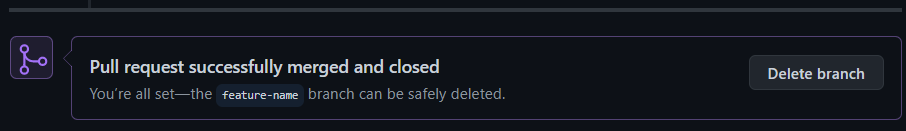 Pull request successfully merged and closed
Delete branch
You’re all set—the feature-name branch can be safely deleted.